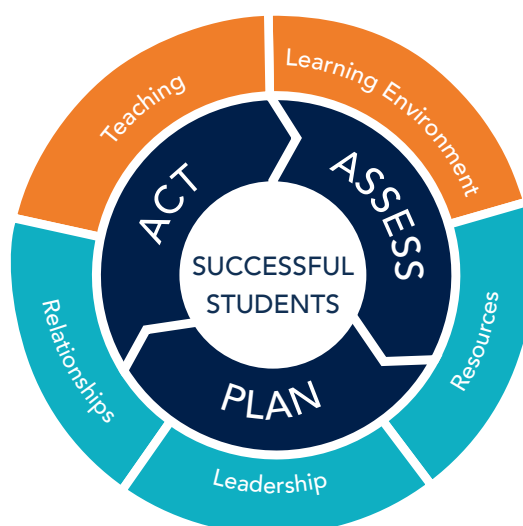 Teaching
Learning Environment
Resources
Leadership
Relationships
ACT
ASSESS
PLAN
SUCCESSFUL
STUDENTS